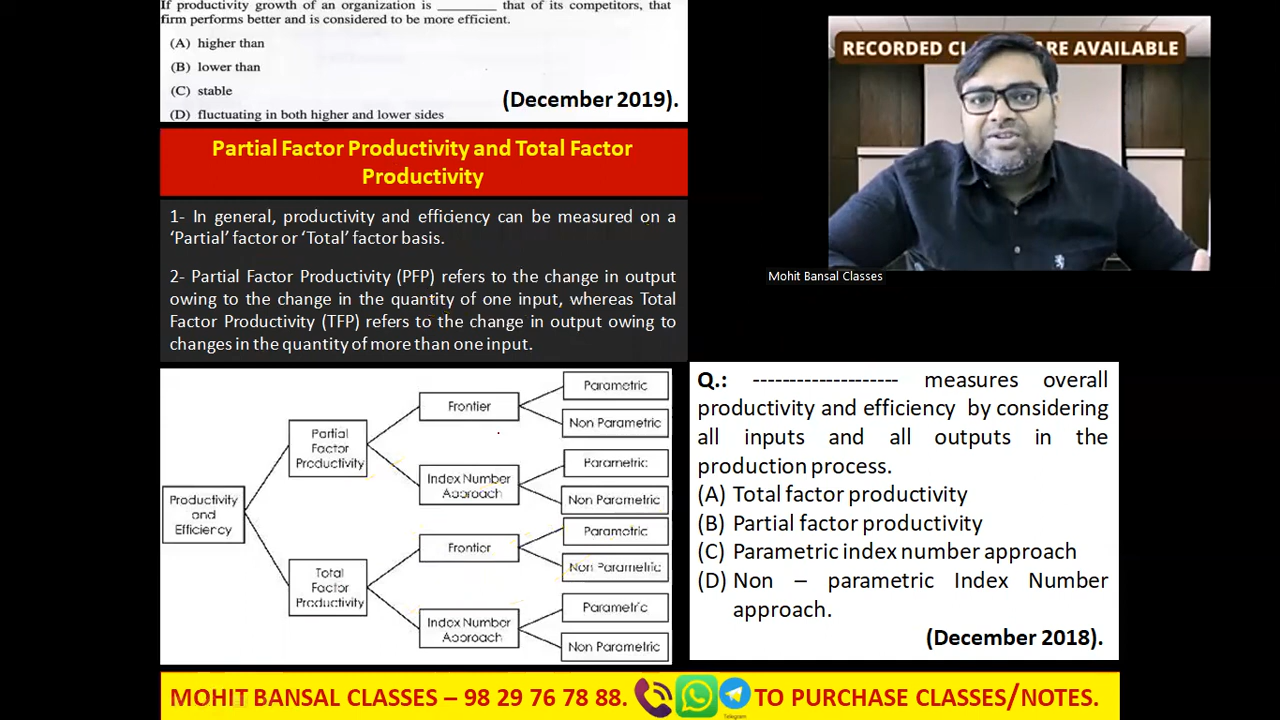 If productivity growth of an organization is ________ that of its competitors, that
firm performs better and is considered to be more efficient.
(A) higher than
(B) lower than
(C) stable
(D) fluctuating in both higher and lower sides
(December 2019).
RECORDED CL ARE AVAILABLE
Mohit Bansal Classes
Partial Factor Productivity and Total Factor
Productivity
1- In general, productivity and efficiency can be measured on a
‘Partial’ factor or ‘Total’ factor basis.
2- Partial Factor Productivity (PFP) refers to the change in output
owing to the change in the quantity of one input, whereas Total
Factor Productivity (TFP) refers to the change in output owing to
changes in the quantity of more than one input.
Productivity
and
Efficiency
Partial
Factor
Productivity
Frontier
Parametric
Non Parametric
Index Number
Approach
Parametric
Non Parametric
Total
Factor
Productivity
Frontier
Parametric
Non Parametric
Index Number
Approach
Parametric
Non Parametric
Q.: -------------------- measures overall
productivity and efficiency by considering
all inputs and all outputs in the
production process.
(A) Total factor productivity
(B) Partial factor productivity
(C) Parametric index number approach
(D) Non – parametric Index Number
approach.
(December 2018).
MOHIT BANSAL CLASSES – 98 29 76 78 88. TO PURCHASE CLASSES/NOTES.
Telegram